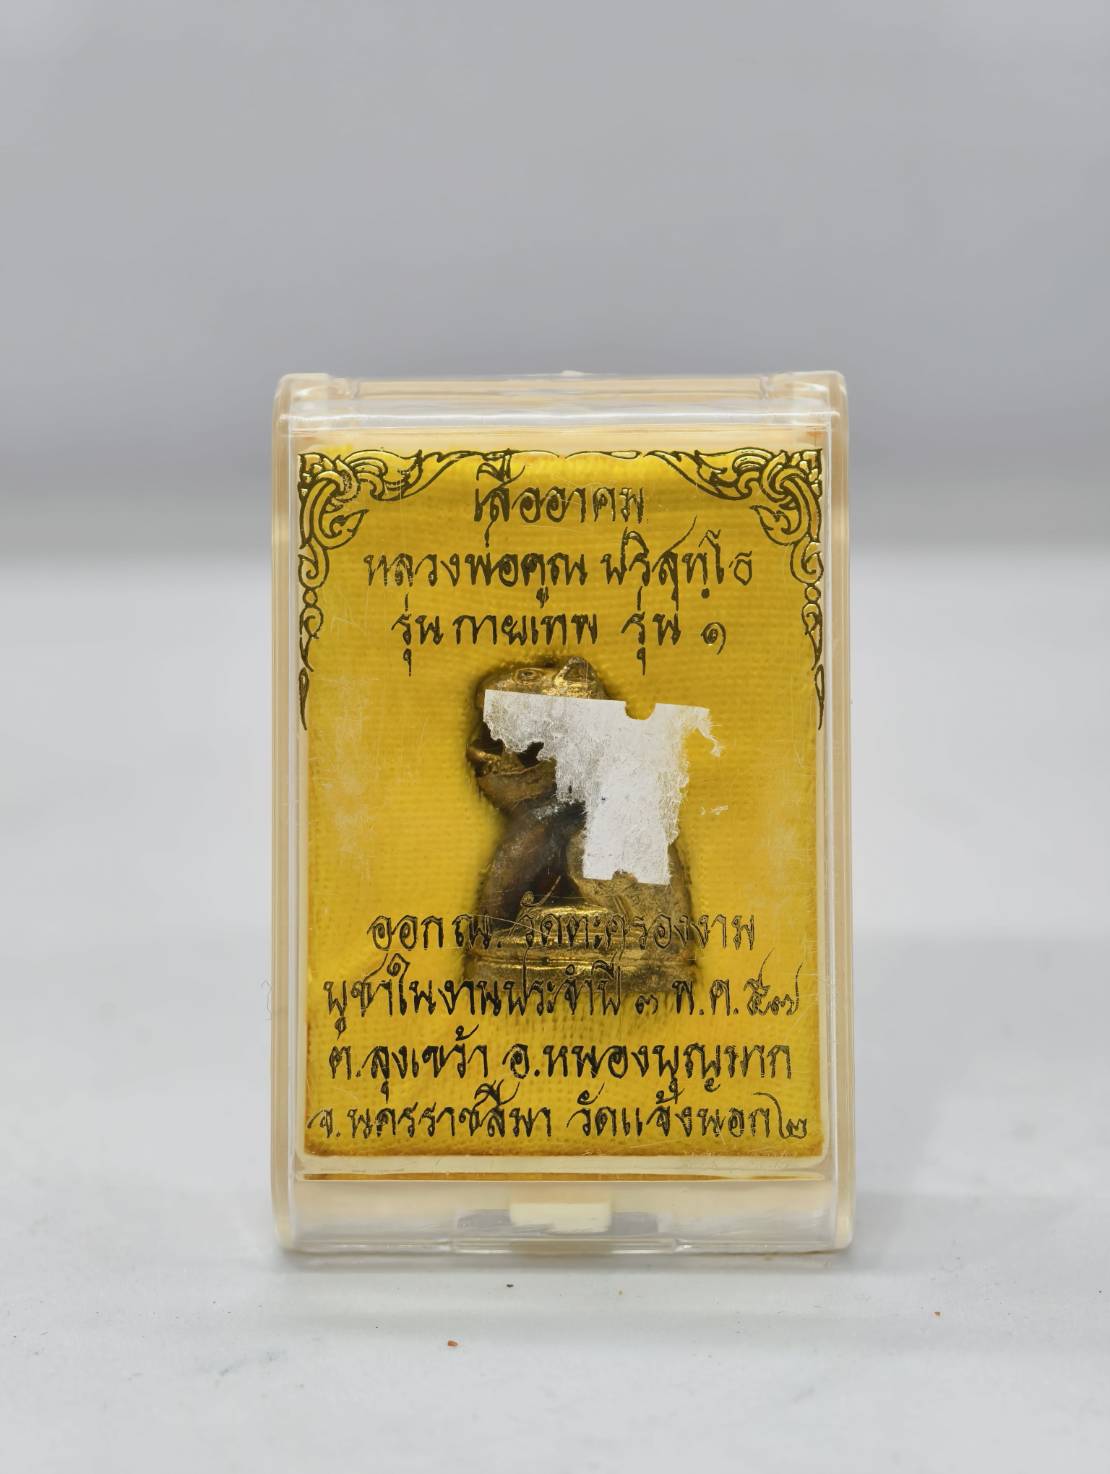 เสืออาคม
หลวงพ่อคูณ ปริสุทฺโธ
รุ่น กายเทพ รุ่น ๑
ออก ณ. วัดตะครองงาม
บูชาในงานประจำปี ๓ พ.ค. ๕๗
ต.ลุงเขว้า อ.หนองบุญมาก
จ.นครราชสีมา วัดแจ้งนอก ๒